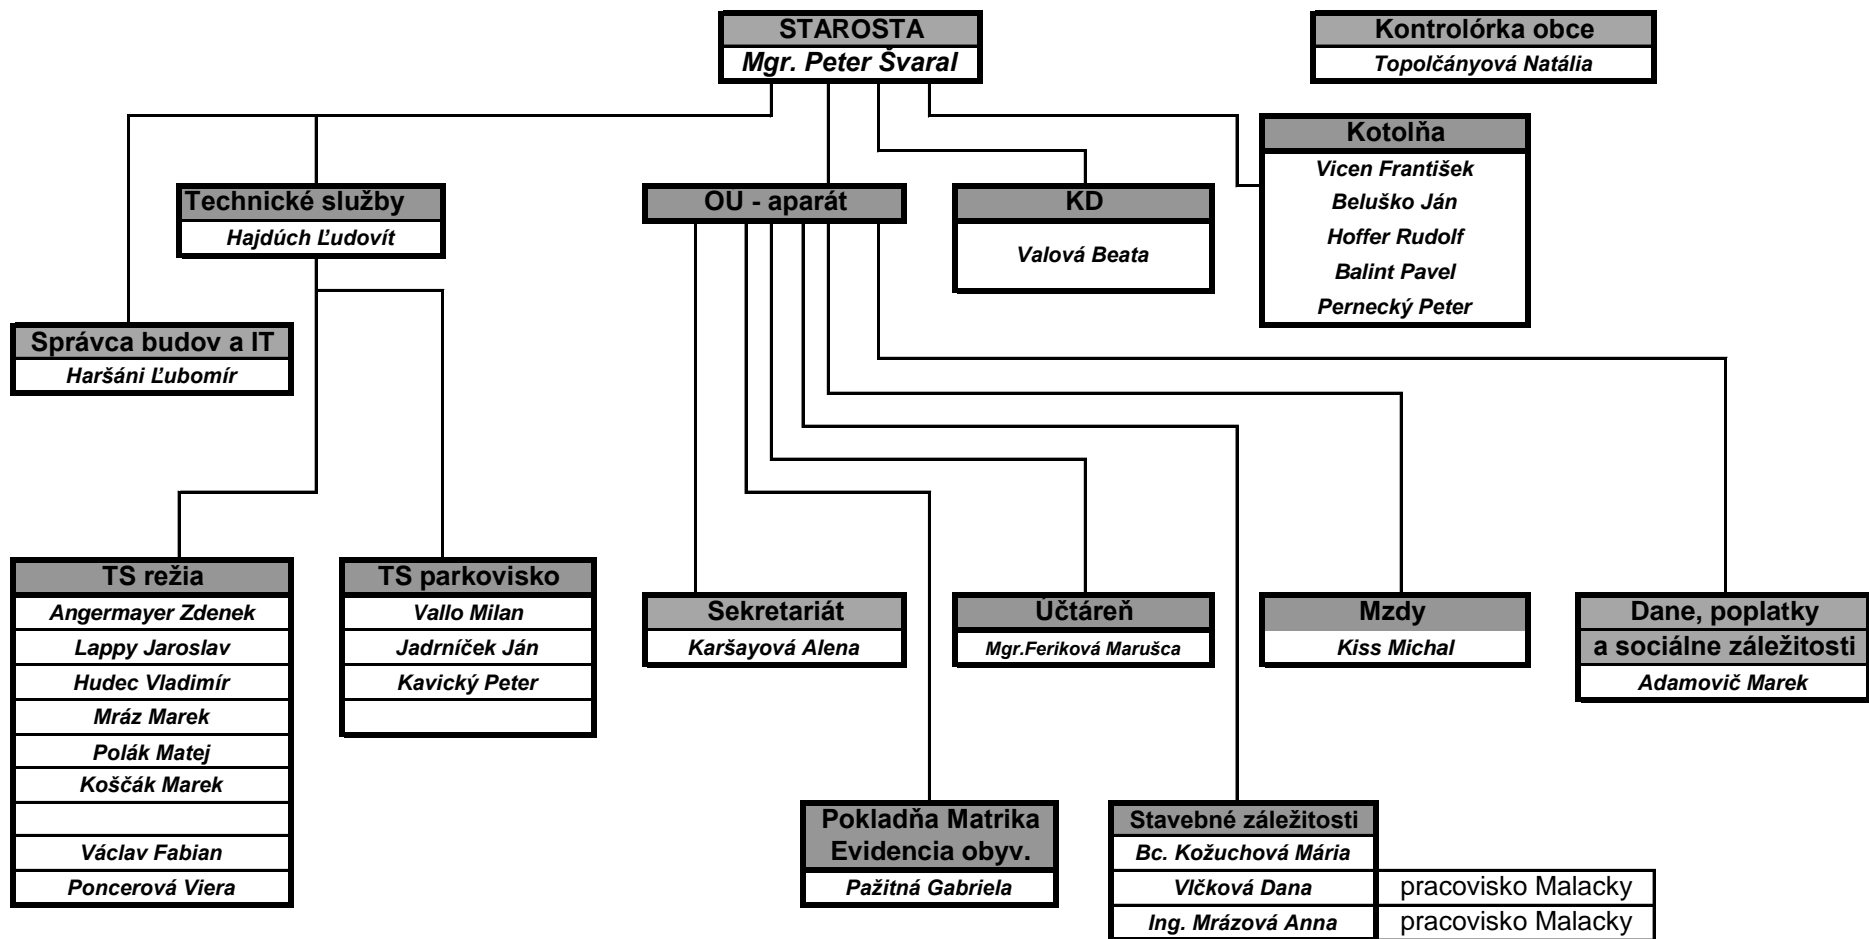 STAROSTA
Mgr. Peter Švaral
Kontrolórka obce
Topolčányová Natália
Kotolňa
Vicen František
Beluško Ján
Hoffer Rudolf
Balint Pavel
Pernecký Peter
Technické služby
Hajdúch Ľudovít
OU - aparát
KD
Valová Beata
Správca budov a IT
Haršáni Ľubomír
TS režia
Angermayer Zdenek
Lappy Jaroslav
Hudec Vladimír
Mráz Marek
Polák Matej
Koščák Marek
Václav Fabian
Poncerová Viera
TS parkovisko
Vallo Milan
Jadrníček Ján
Kavický Peter
Sekretariát
Karšayová Alena
Účtáreň
Mgr.Feriková Marušca
Mzdy
Kiss Michal
Dane, poplatky
a sociálne záležitosti
Adamovič Marek
Pokladňa Matrika
Evidencia obyv.
Pažitná Gabriela
Stavebné záležitosti
Bc. Kožuchová Mária
Vlčková Dana pracovisko Malacky
Ing. Mrázová Anna pracovisko Malacky